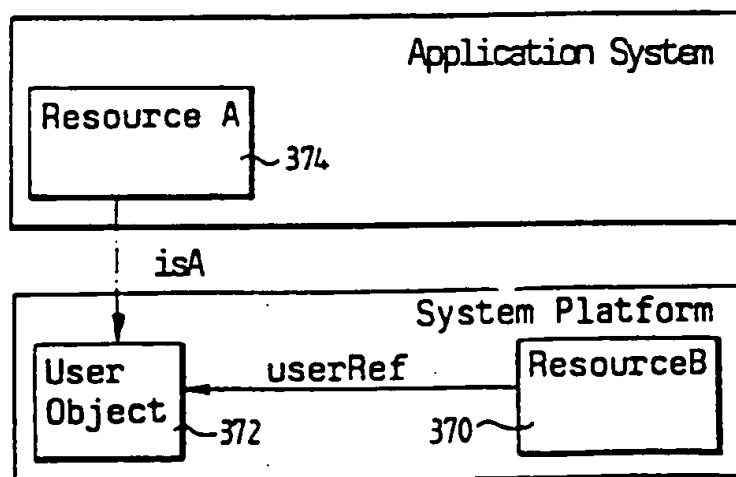 Application System
Resource A
374
isA
System Platform
User
Object
userRef
ResourceB
372
370